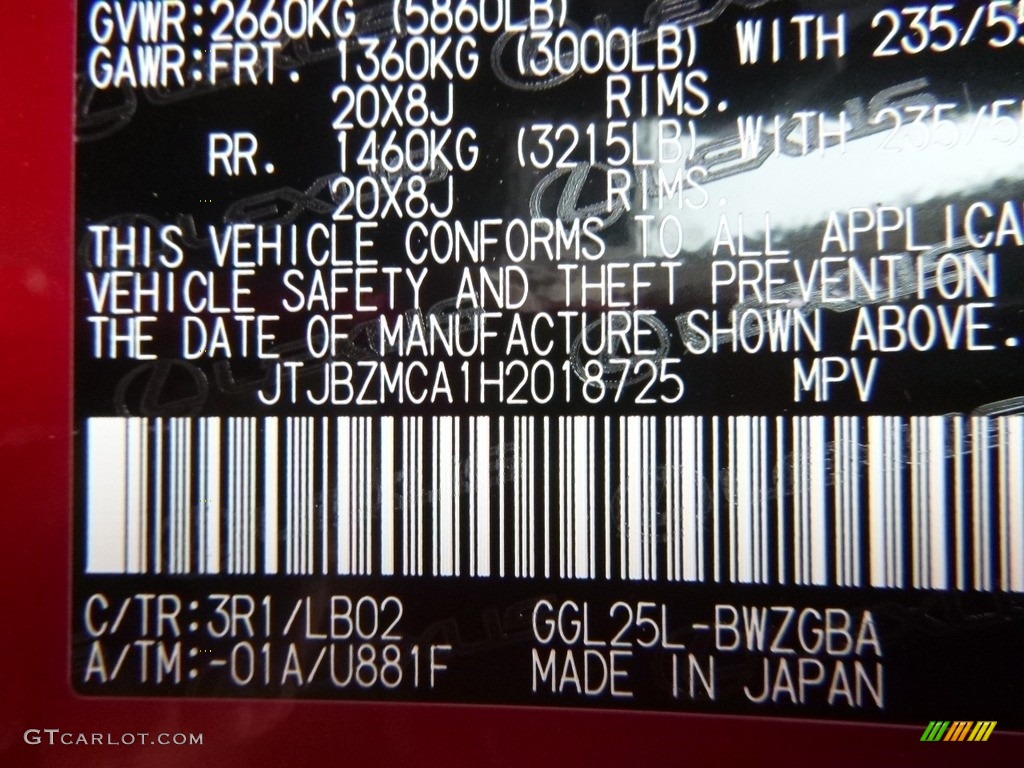 GVWR:2660KG (5860LB)
GAWR:FRT. 1360KG (3000LB) WITH 235/55
20X8J RIMS.
RR. 1460KG (3215LB) WITH 235/55
20X8J RIMS.
THIS VEHICLE CONFORMS TO ALL APPLICA
VEHICLE SAFETY AND THEFT PREVENTION
THE DATE OF MANUFACTURE SHOWN ABOVE.
JTJBZMCA1H2018725 MPV
C/TR:3R1/LB02 GGL25L-BWZGBA
A/TM:-01A/U881F MADE IN JAPAN
GTCARLOT.COM